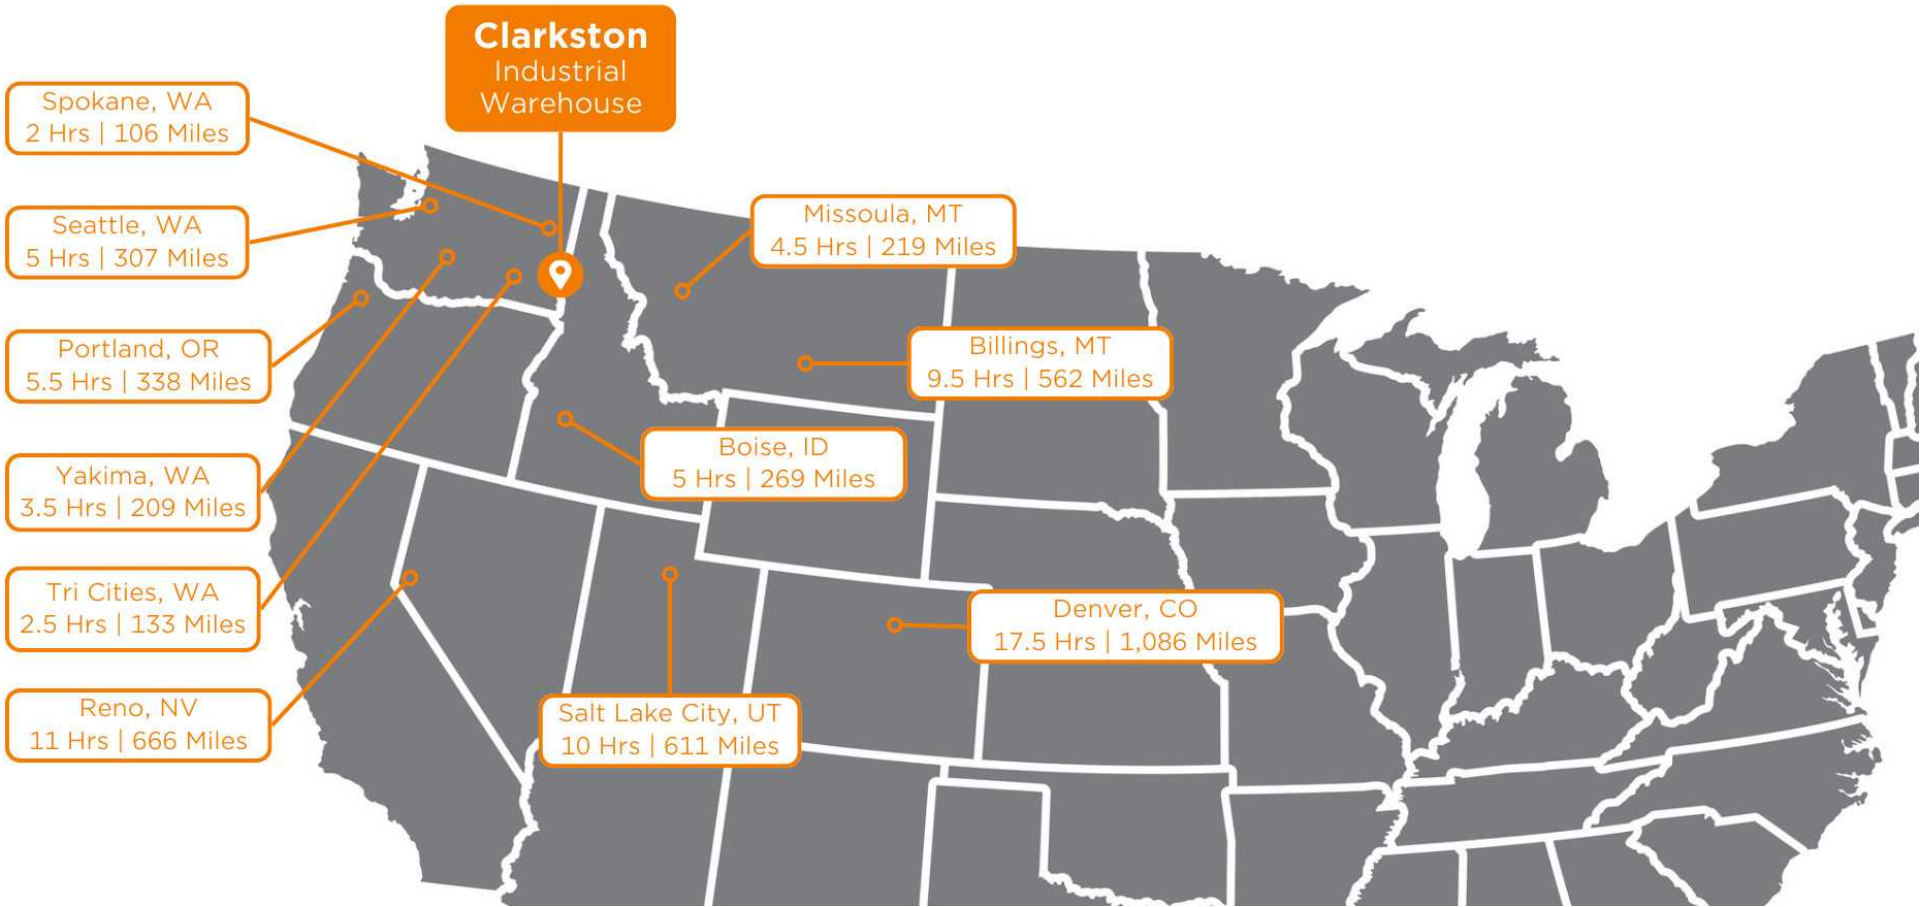 Clarkston
Industrial
Warehouse
Spokane, WA
2 Hrs | 106 Miles
Seattle, WA
5 Hrs | 307 Miles
Portland, OR
5.5 Hrs | 338 Miles
Yakima, WA
3.5 Hrs | 209 Miles
Tri Cities, WA
2.5 Hrs | 133 Miles
Reno, NV
11 Hrs | 666 Miles
Missoula, MT
4.5 Hrs | 219 Miles
Billings, MT
9.5 Hrs | 562 Miles
Boise, ID
5 Hrs | 269 Miles
Denver, CO
17.5 Hrs | 1,086 Miles
Salt Lake City, UT
10 Hrs | 611 Miles